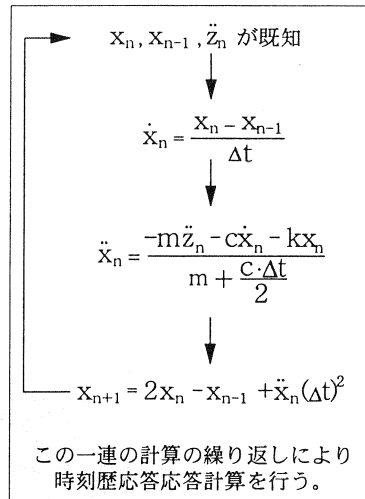 xₙ, xₙ₋₁, z̈ₙ が既知
ẋₙ = (xₙ − xₙ₋₁) / Δt
ẍₙ = (−mz̈ₙ − cẋₙ − kxₙ) / (m + (c·Δt)/2)
xₙ₊₁ = 2xₙ − xₙ₋₁ + ẍₙ(Δt)²
この一連の計算の繰り返しにより
時刻歴応答応答計算を行う。